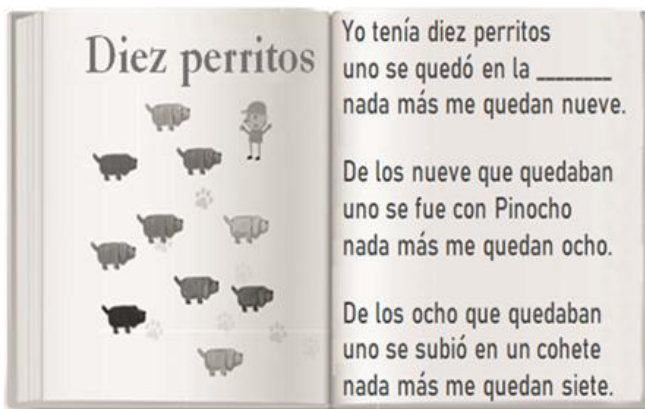 Diez perritos
Yo tenía diez perritos
uno se quedó en la ________
nada más me quedan nueve.
De los nueve que quedaban
uno se fue con Pinocho
nada más me quedan ocho.
De los ocho que quedaban
uno se subió en un cohete
nada más me quedan siete.